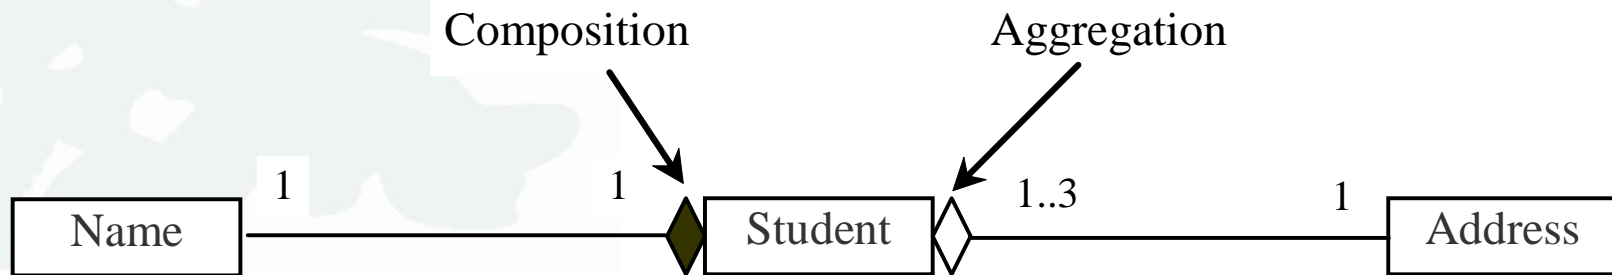 Composition Aggregation
1 1 1..3 1
Name Student Address